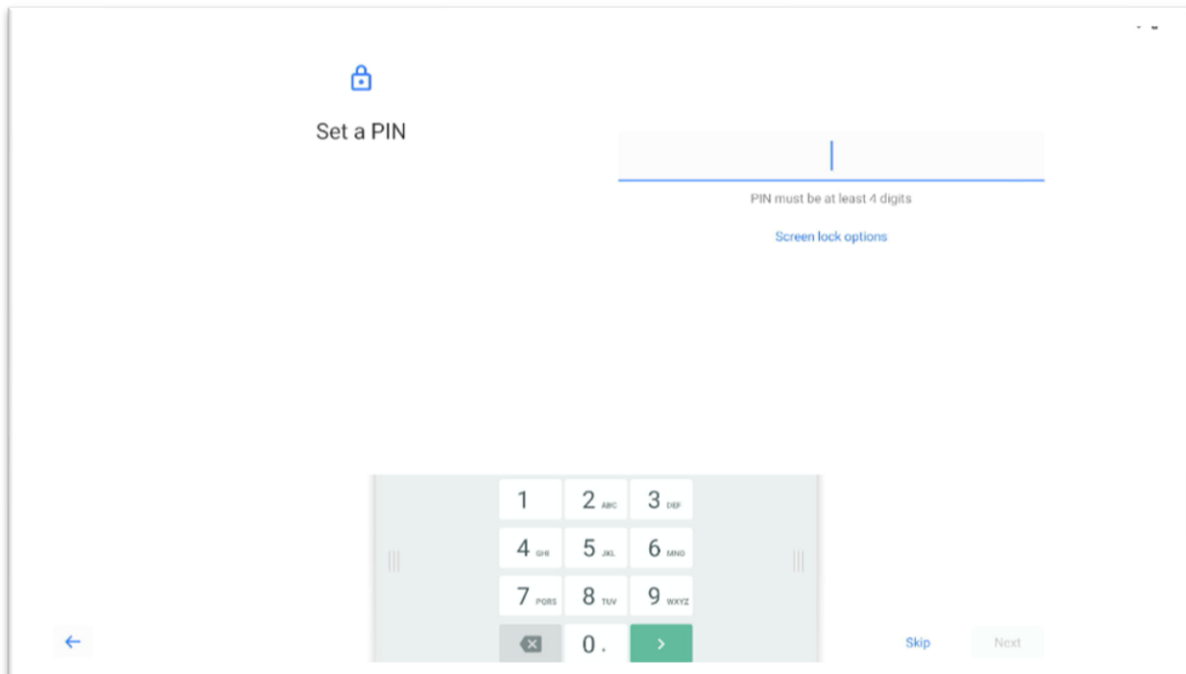 Set a PIN
PIN must be at least 4 digits
Screen lock options
1 2 ABC 3 DEF
4 GHI 5 JKL 6 MNO
7 PQRS 8 TUV 9 WXYZ
0
Skip Next